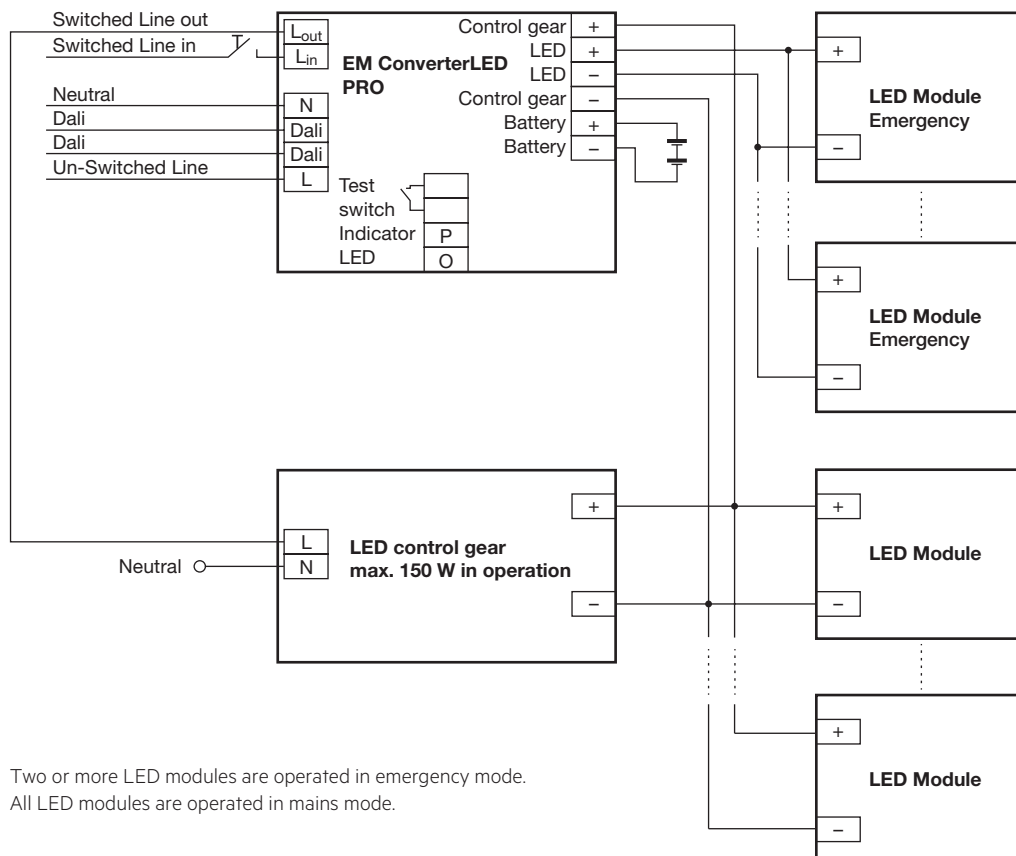 Switched Line out
Switched Line in
Lout
Lin
EM ConverterLED
PRO
Neutral
Dali
Dali
Un-Switched Line
N
Dali
Dali
L
Test
switch
Indicator
LED
P
O
Control gear +
LED +
LED −
Control gear −
Battery +
Battery −
+
−
LED Module
Emergency
+
−
LED Module
Emergency
L
N
Neutral
LED control gear
max. 150 W in operation
+
−
+
−
LED Module
+
−
LED Module
Two or more LED modules are operated in emergency mode.
All LED modules are operated in mains mode.